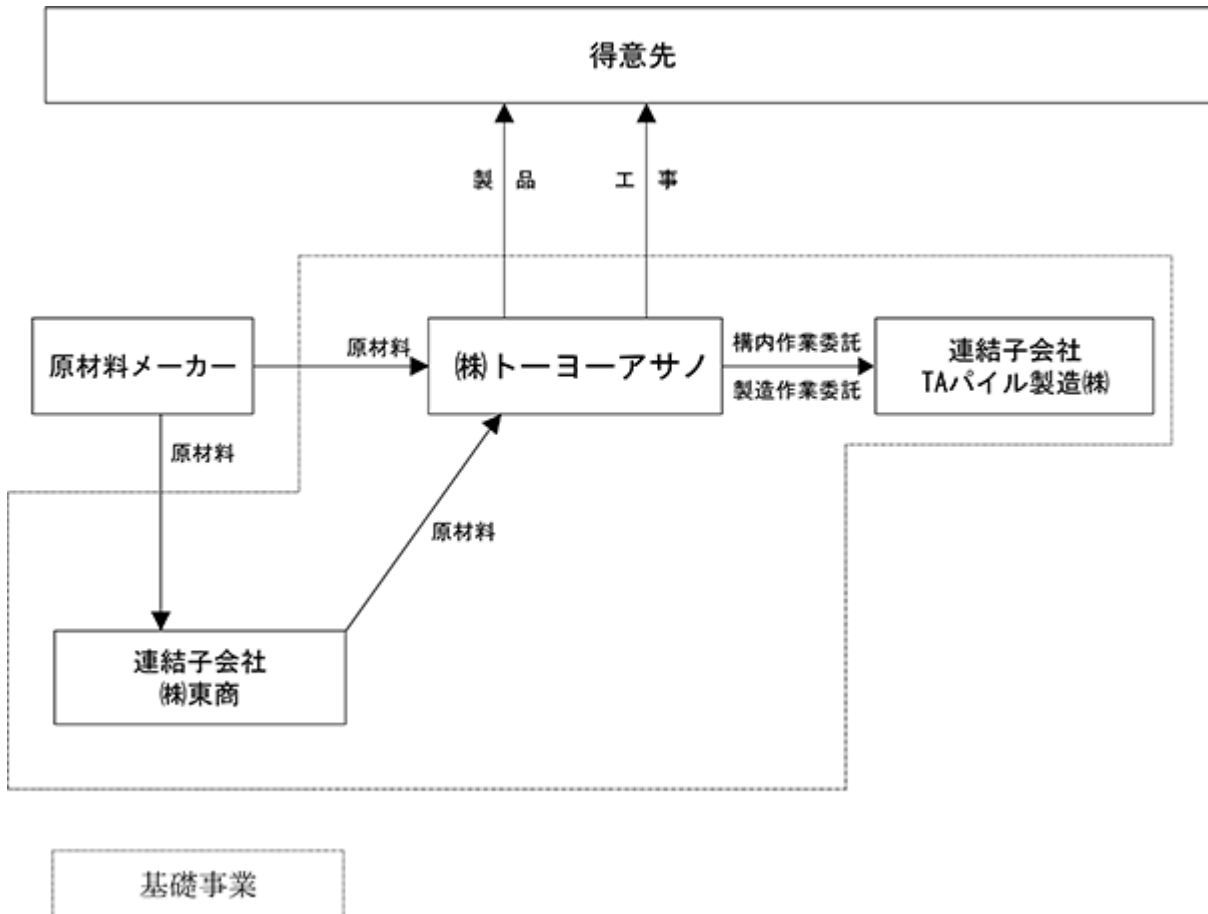 得意先
製品
工事
原材料メーカー
原材料
㈱トーヨーアサノ
構内作業委託
製造作業委託
連結子会社
TAパイル製造㈱
原材料
原材料
連結子会社
㈱東商
基礎事業